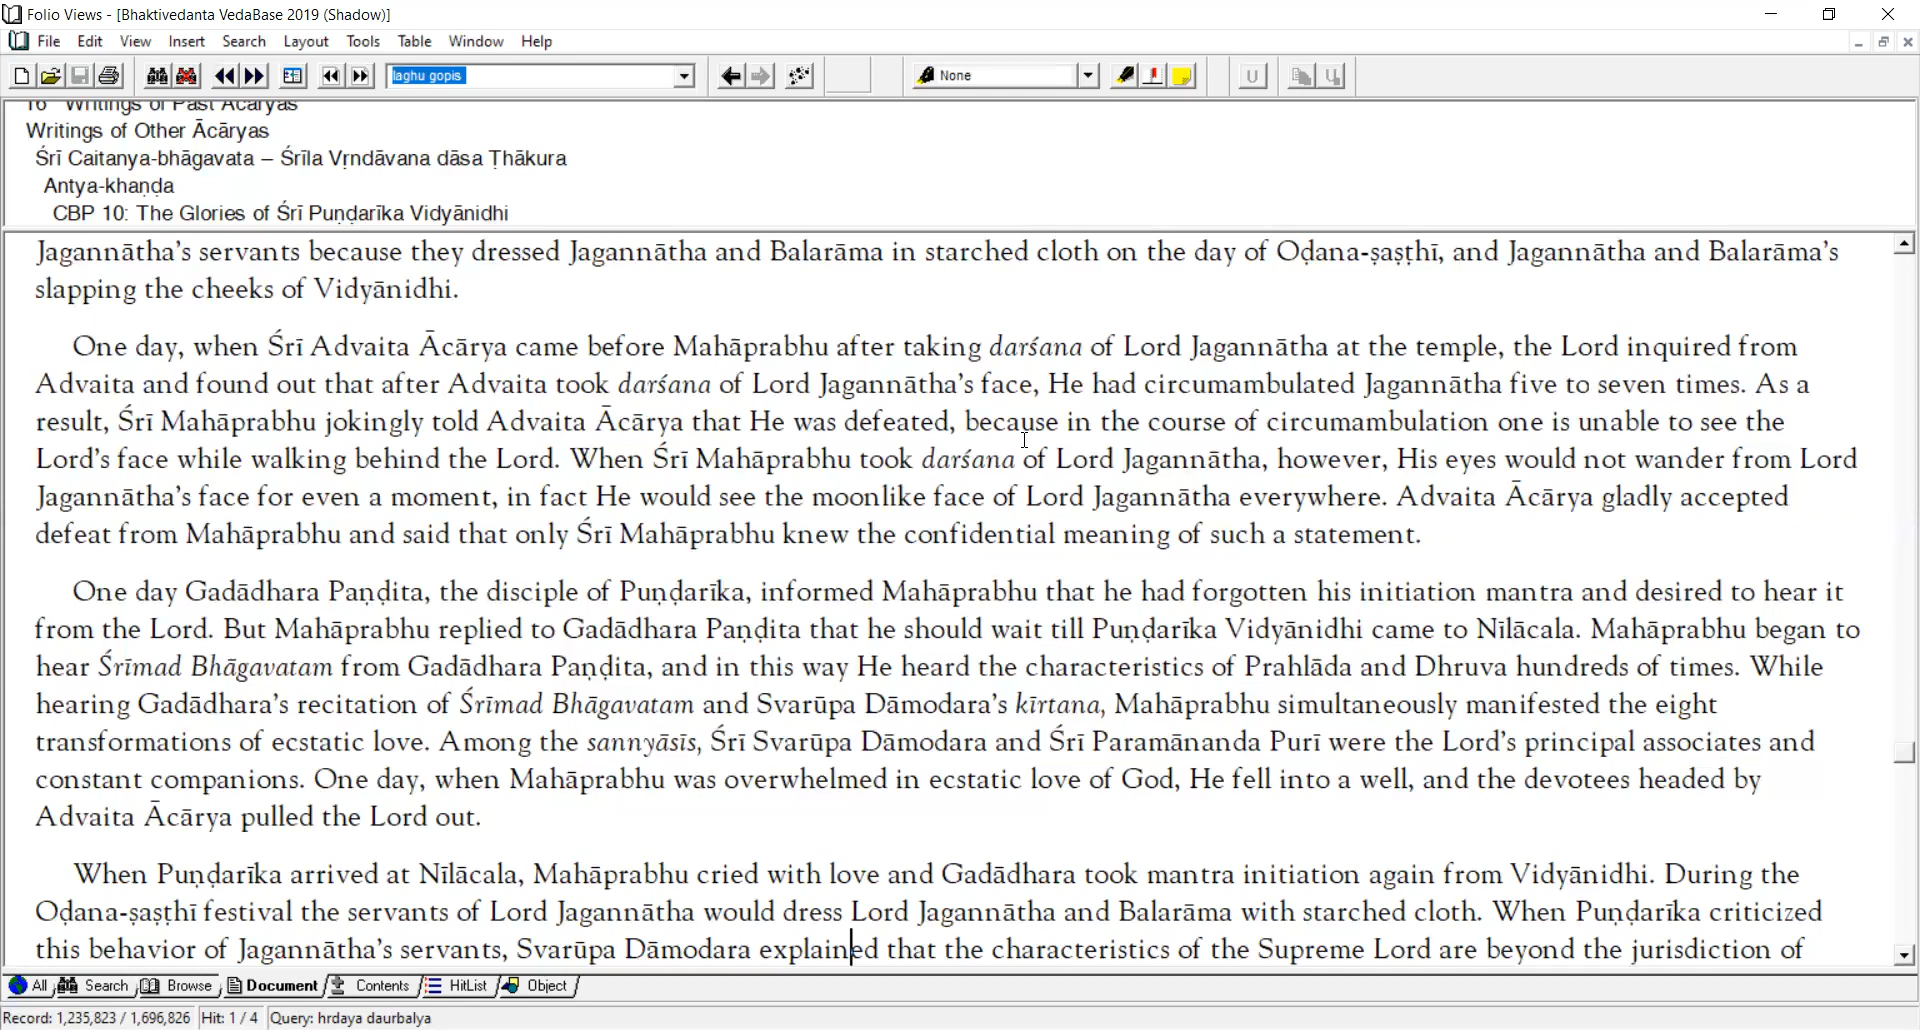 Folio Views - [Bhaktivedanta VedaBase 2019 (Shadow)]
File Edit View Insert Search Layout Tools Table Window Help
laghu gopis None U
16 Writings of Past Ācāryas
Writings of Other Ācāryas
Śrī Caitanya-bhāgavata – Śrīla Vṛndāvana dāsa Ṭhākura
Antya-khaṇḍa
CBP 10: The Glories of Śrī Puṇḍarīka Vidyānidhi
Jagannātha’s servants because they dressed Jagannātha and Balarāma in starched cloth on the day of Oḍana-ṣaṣṭhī, and Jagannātha and Balarāma’s
slapping the cheeks of Vidyānidhi.
One day, when Śrī Advaita Ācārya came before Mahāprabhu after taking darśana of Lord Jagannātha at the temple, the Lord inquired from
Advaita and found out that after Advaita took darśana of Lord Jagannātha’s face, He had circumambulated Jagannātha five to seven times. As a
result, Śrī Mahāprabhu jokingly told Advaita Ācārya that He was defeated, because in the course of circumambulation one is unable to see the
Lord’s face while walking behind the Lord. When Śrī Mahāprabhu took darśana of Lord Jagannātha, however, His eyes would not wander from Lord
Jagannātha’s face for even a moment, in fact He would see the moonlike face of Lord Jagannātha everywhere. Advaita Ācārya gladly accepted
defeat from Mahāprabhu and said that only Śrī Mahāprabhu knew the confidential meaning of such a statement.
One day Gadādhara Paṇḍita, the disciple of Puṇḍarīka, informed Mahāprabhu that he had forgotten his initiation mantra and desired to hear it
from the Lord. But Mahāprabhu replied to Gadādhara Paṇḍita that he should wait till Puṇḍarīka Vidyānidhi came to Nīlācala. Mahāprabhu began to
hear Śrīmad Bhāgavatam from Gadādhara Paṇḍita, and in this way He heard the characteristics of Prahlāda and Dhruva hundreds of times. While
hearing Gadādhara’s recitation of Śrīmad Bhāgavatam and Svarūpa Dāmodara’s kīrtana, Mahāprabhu simultaneously manifested the eight
transformations of ecstatic love. Among the sannyāsīs, Śrī Svarūpa Dāmodara and Śrī Paramānanda Purī were the Lord’s principal associates and
constant companions. One day, when Mahāprabhu was overwhelmed in ecstatic love of God, He fell into a well, and the devotees headed by
Advaita Ācārya pulled the Lord out.
When Puṇḍarīka arrived at Nīlācala, Mahāprabhu cried with love and Gadādhara took mantra initiation again from Vidyānidhi. During the
Oḍana-ṣaṣṭhī festival the servants of Lord Jagannātha would dress Lord Jagannātha and Balarāma with starched cloth. When Puṇḍarīka criticized
this behavior of Jagannātha’s servants, Svarūpa Dāmodara explained that the characteristics of the Supreme Lord are beyond the jurisdiction of
All Search Browse Document Contents HitList Object
Record: 1,235,823 / 1,696,826 Hit: 1 / 4 Query: hrdaya daurbalya